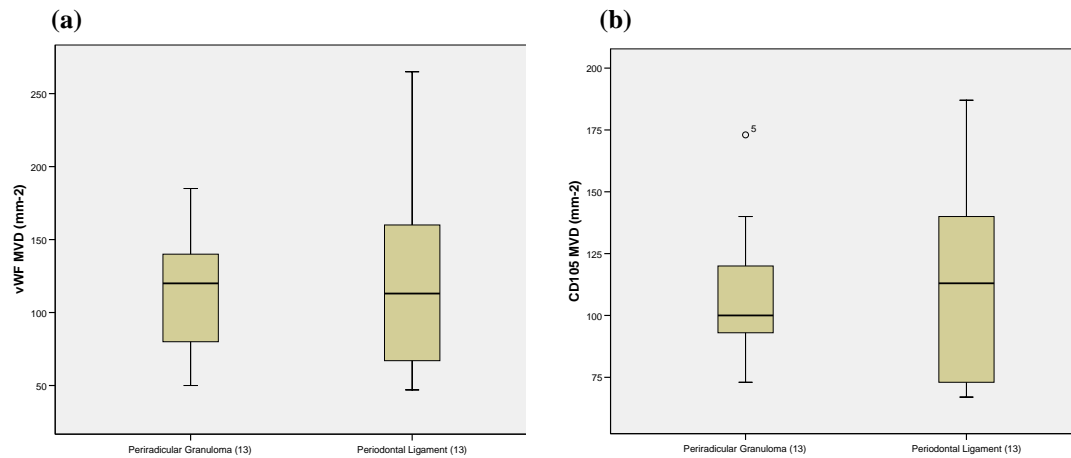 (a)
250
200
150
100
50
vWF MVD (mm-2)
Periradicular Granuloma (13)
Periodontal Ligament (13)
(b)
200
175
150
125
100
75
CD105 MVD (mm-2)
5
Periradicular Granuloma (13)
Periodontal Ligament (13)